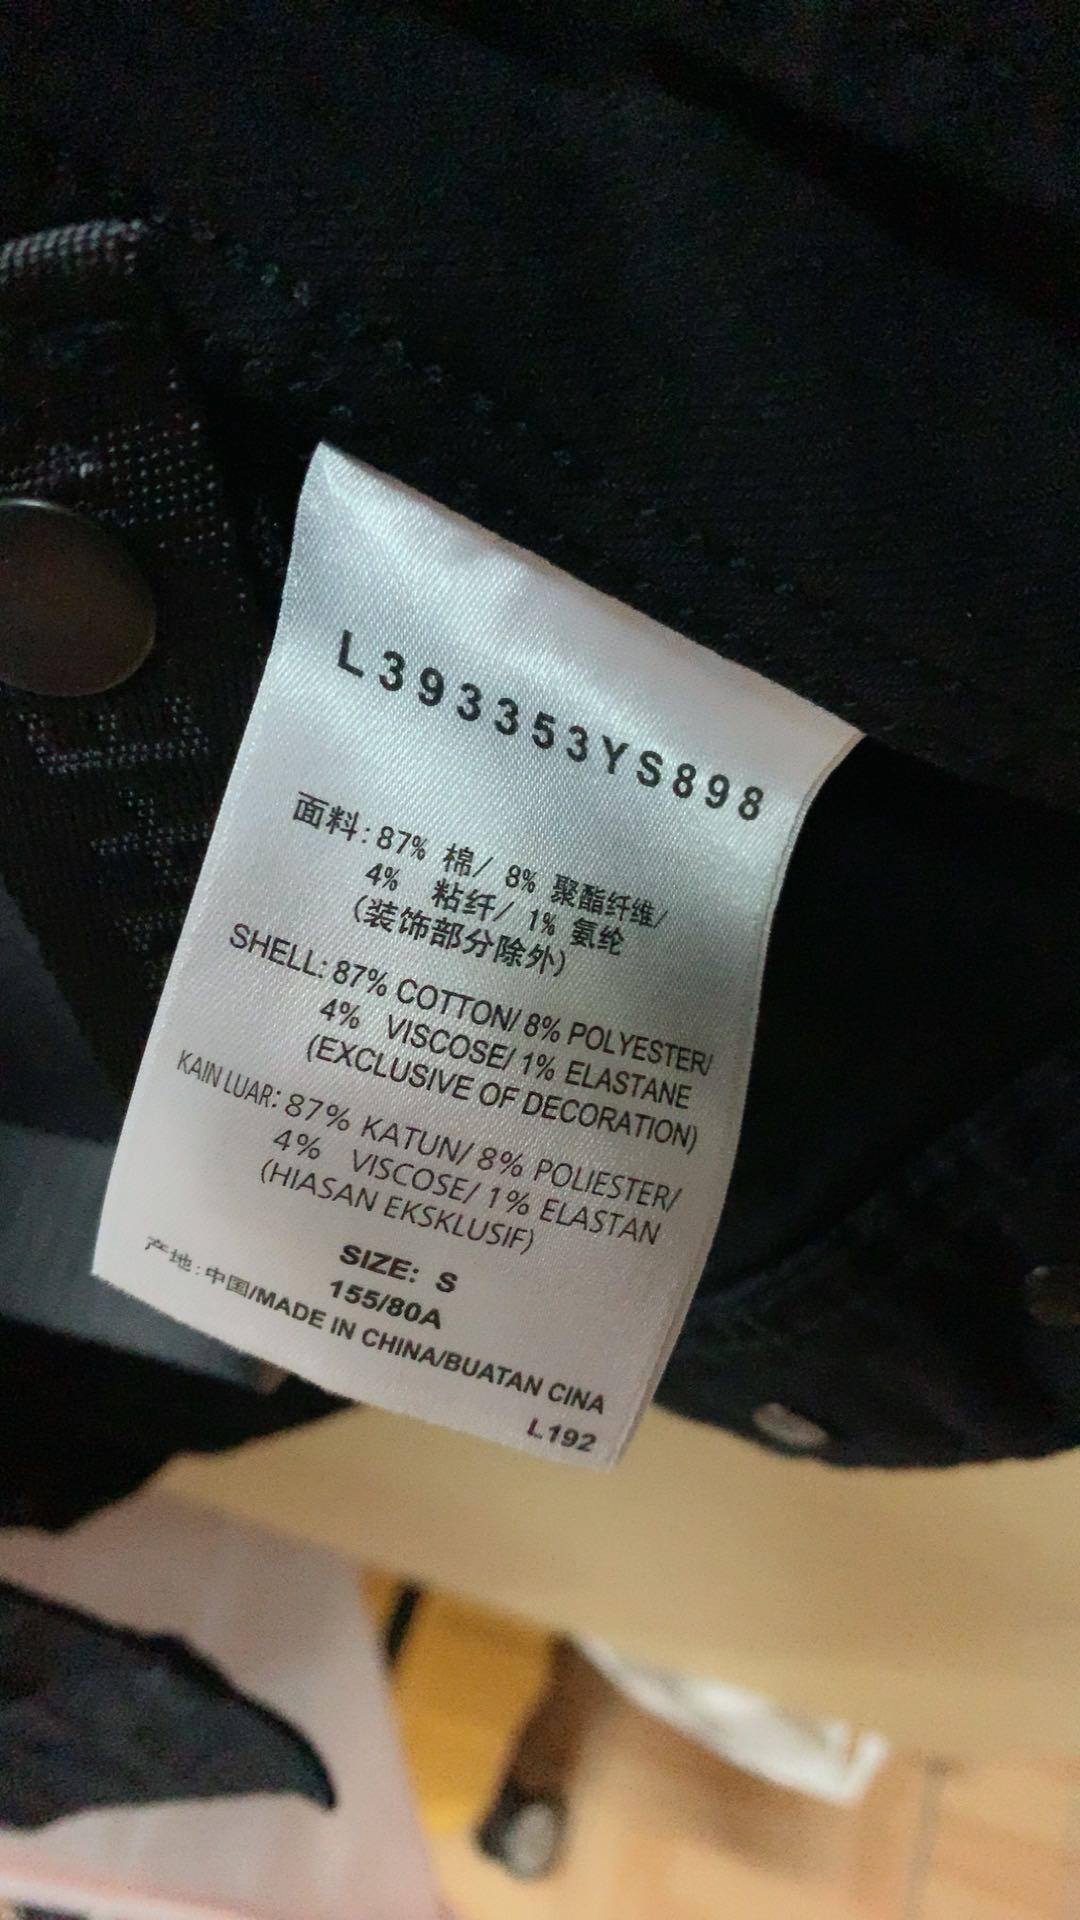 L393353YS898
面料: 87% 棉/ 8% 聚酯纤维/
4% 粘纤/ 1% 氨纶
(装饰部分除外)
SHELL: 87% COTTON/ 8% POLYESTER/
4% VISCOSE/ 1% ELASTANE
(EXCLUSIVE OF DECORATION)
KAIN LUAR: 87% KATUN/ 8% POLIESTER/
4% VISCOSE/ 1% ELASTAN
(HIASAN EKSKLUSIF)
SIZE: S
155/80A
产地: 中国/MADE IN CHINA/BUATAN CINA
L192